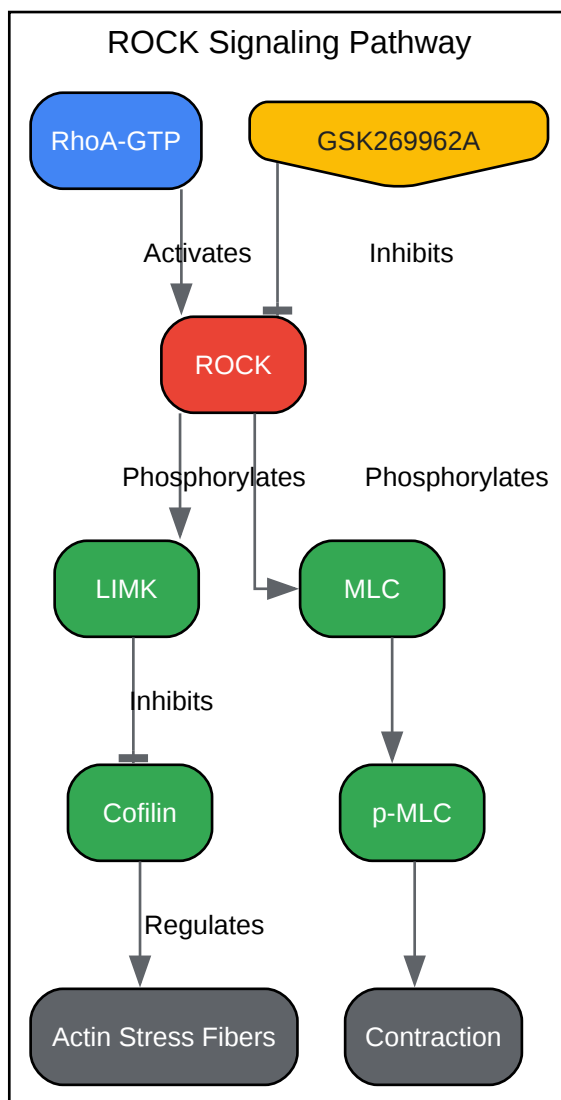 ROCK Signaling Pathway
RhoA-GTP
GSK269962A
Activates
Inhibits
ROCK
Phosphorylates
Phosphorylates
LIMK
MLC
Inhibits
Cofilin
p-MLC
Regulates
Actin Stress Fibers
Contraction